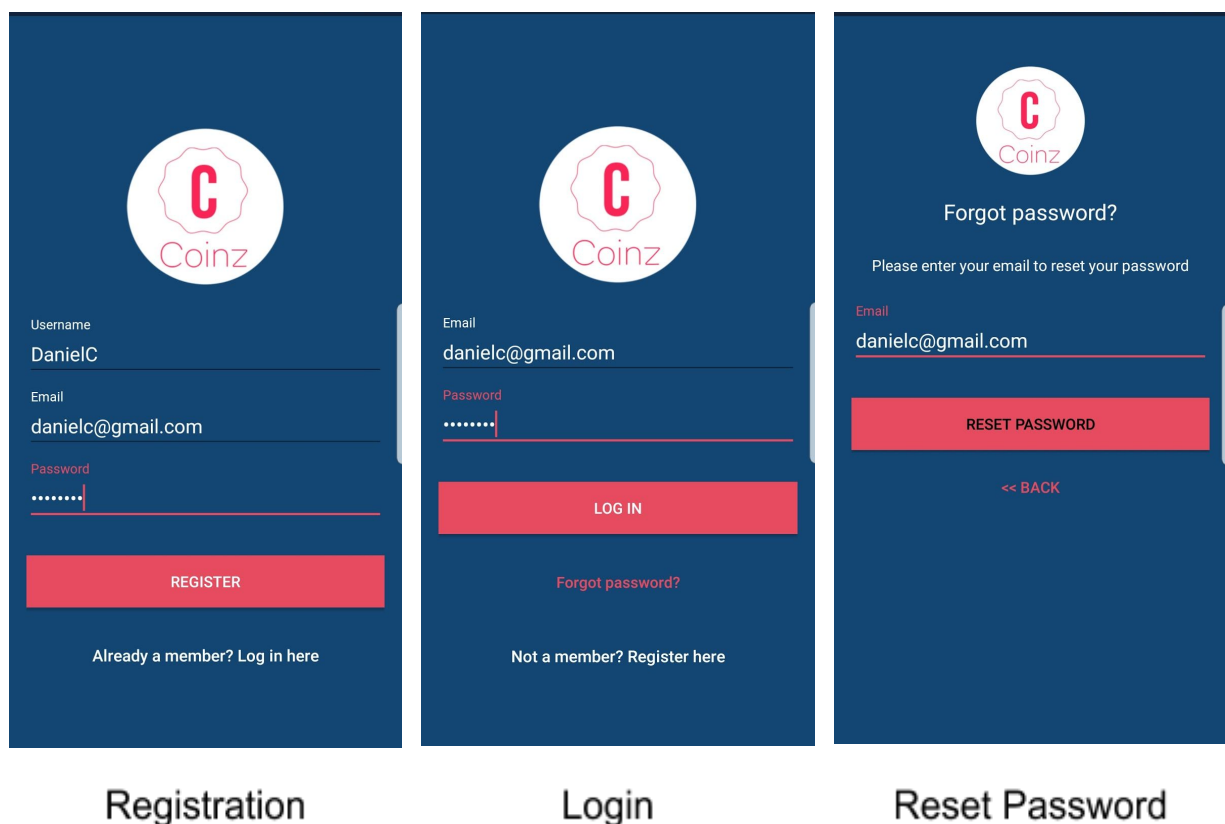 C
Coinz
Username
DanielC
Email
danielc@gmail.com
Password
••••••••
REGISTER
Already a member? Log in here
Registration
C
Coinz
Email
danielc@gmail.com
Password
••••••••
LOG IN
Forgot password?
Not a member? Register here
Login
C
Coinz
Forgot password?
Please enter your email to reset your password
Email
danielc@gmail.com
RESET PASSWORD
<< BACK
Reset Password